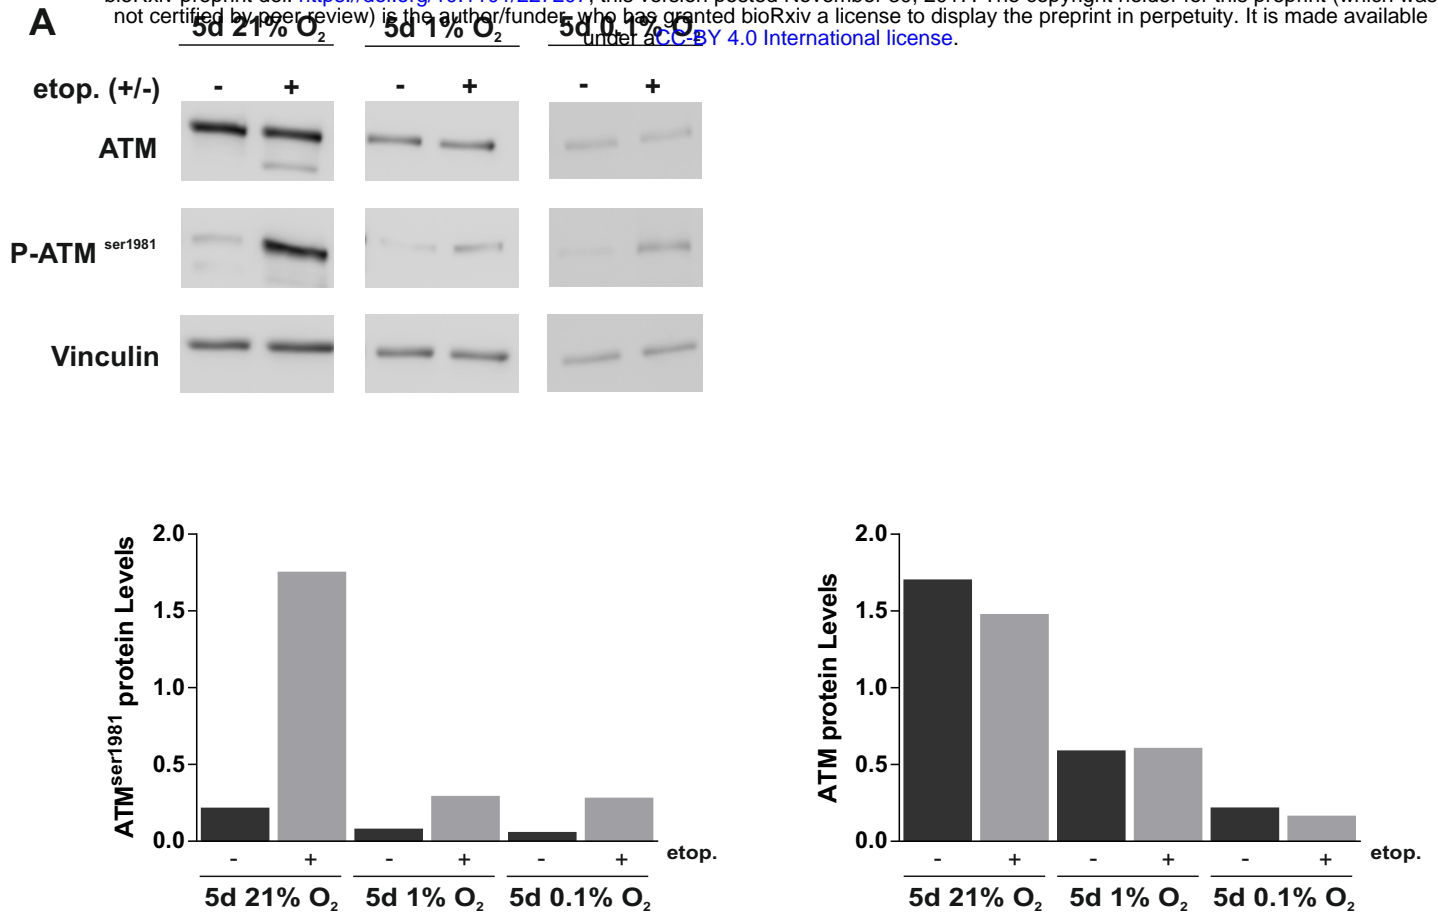 not certified by peer review) is the author/funder, who has granted bioRxiv a license to display the preprint in perpetuity. It is made available
under aCC-BY 4.0 International license.
A
5d 21% O₂ 5d 1% O₂ 5d 0.1% O₂
etop. (+/-) - + - + - +
ATM
P-ATM ser1981
Vinculin
ATMser1981 protein Levels
2.0
1.5
1.0
0.5
0.0
- + - + - + etop.
5d 21% O₂ 5d 1% O₂ 5d 0.1% O₂
ATM protein Levels
2.0
1.5
1.0
0.5
0.0
- + - + - + etop.
5d 21% O₂ 5d 1% O₂ 5d 0.1% O₂